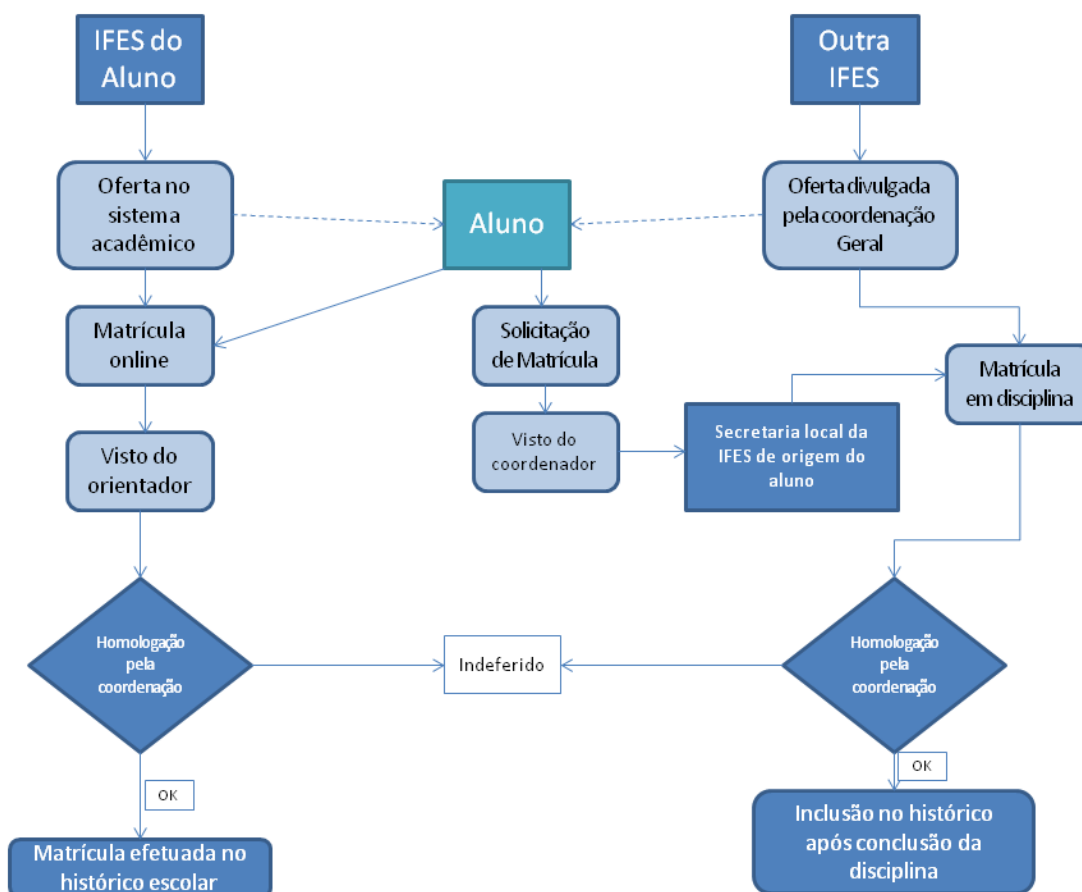 IFES do
Aluno
Outra
IFES
Oferta no
sistema
acadêmico
Aluno
Oferta divulgada
pela coordenação
Geral
Matrícula
online
Solicitação
de Matrícula
Matrícula
em disciplina
Visto do
orientador
Visto do
coordenador
Secretaria local da
IFES de origem do
aluno
Homologação
pela
coordenação
Indeferido
Homologação
pela
coordenação
OK
OK
Matrícula efetuada no
histórico escolar
Inclusão no histórico
após conclusão da
disciplina